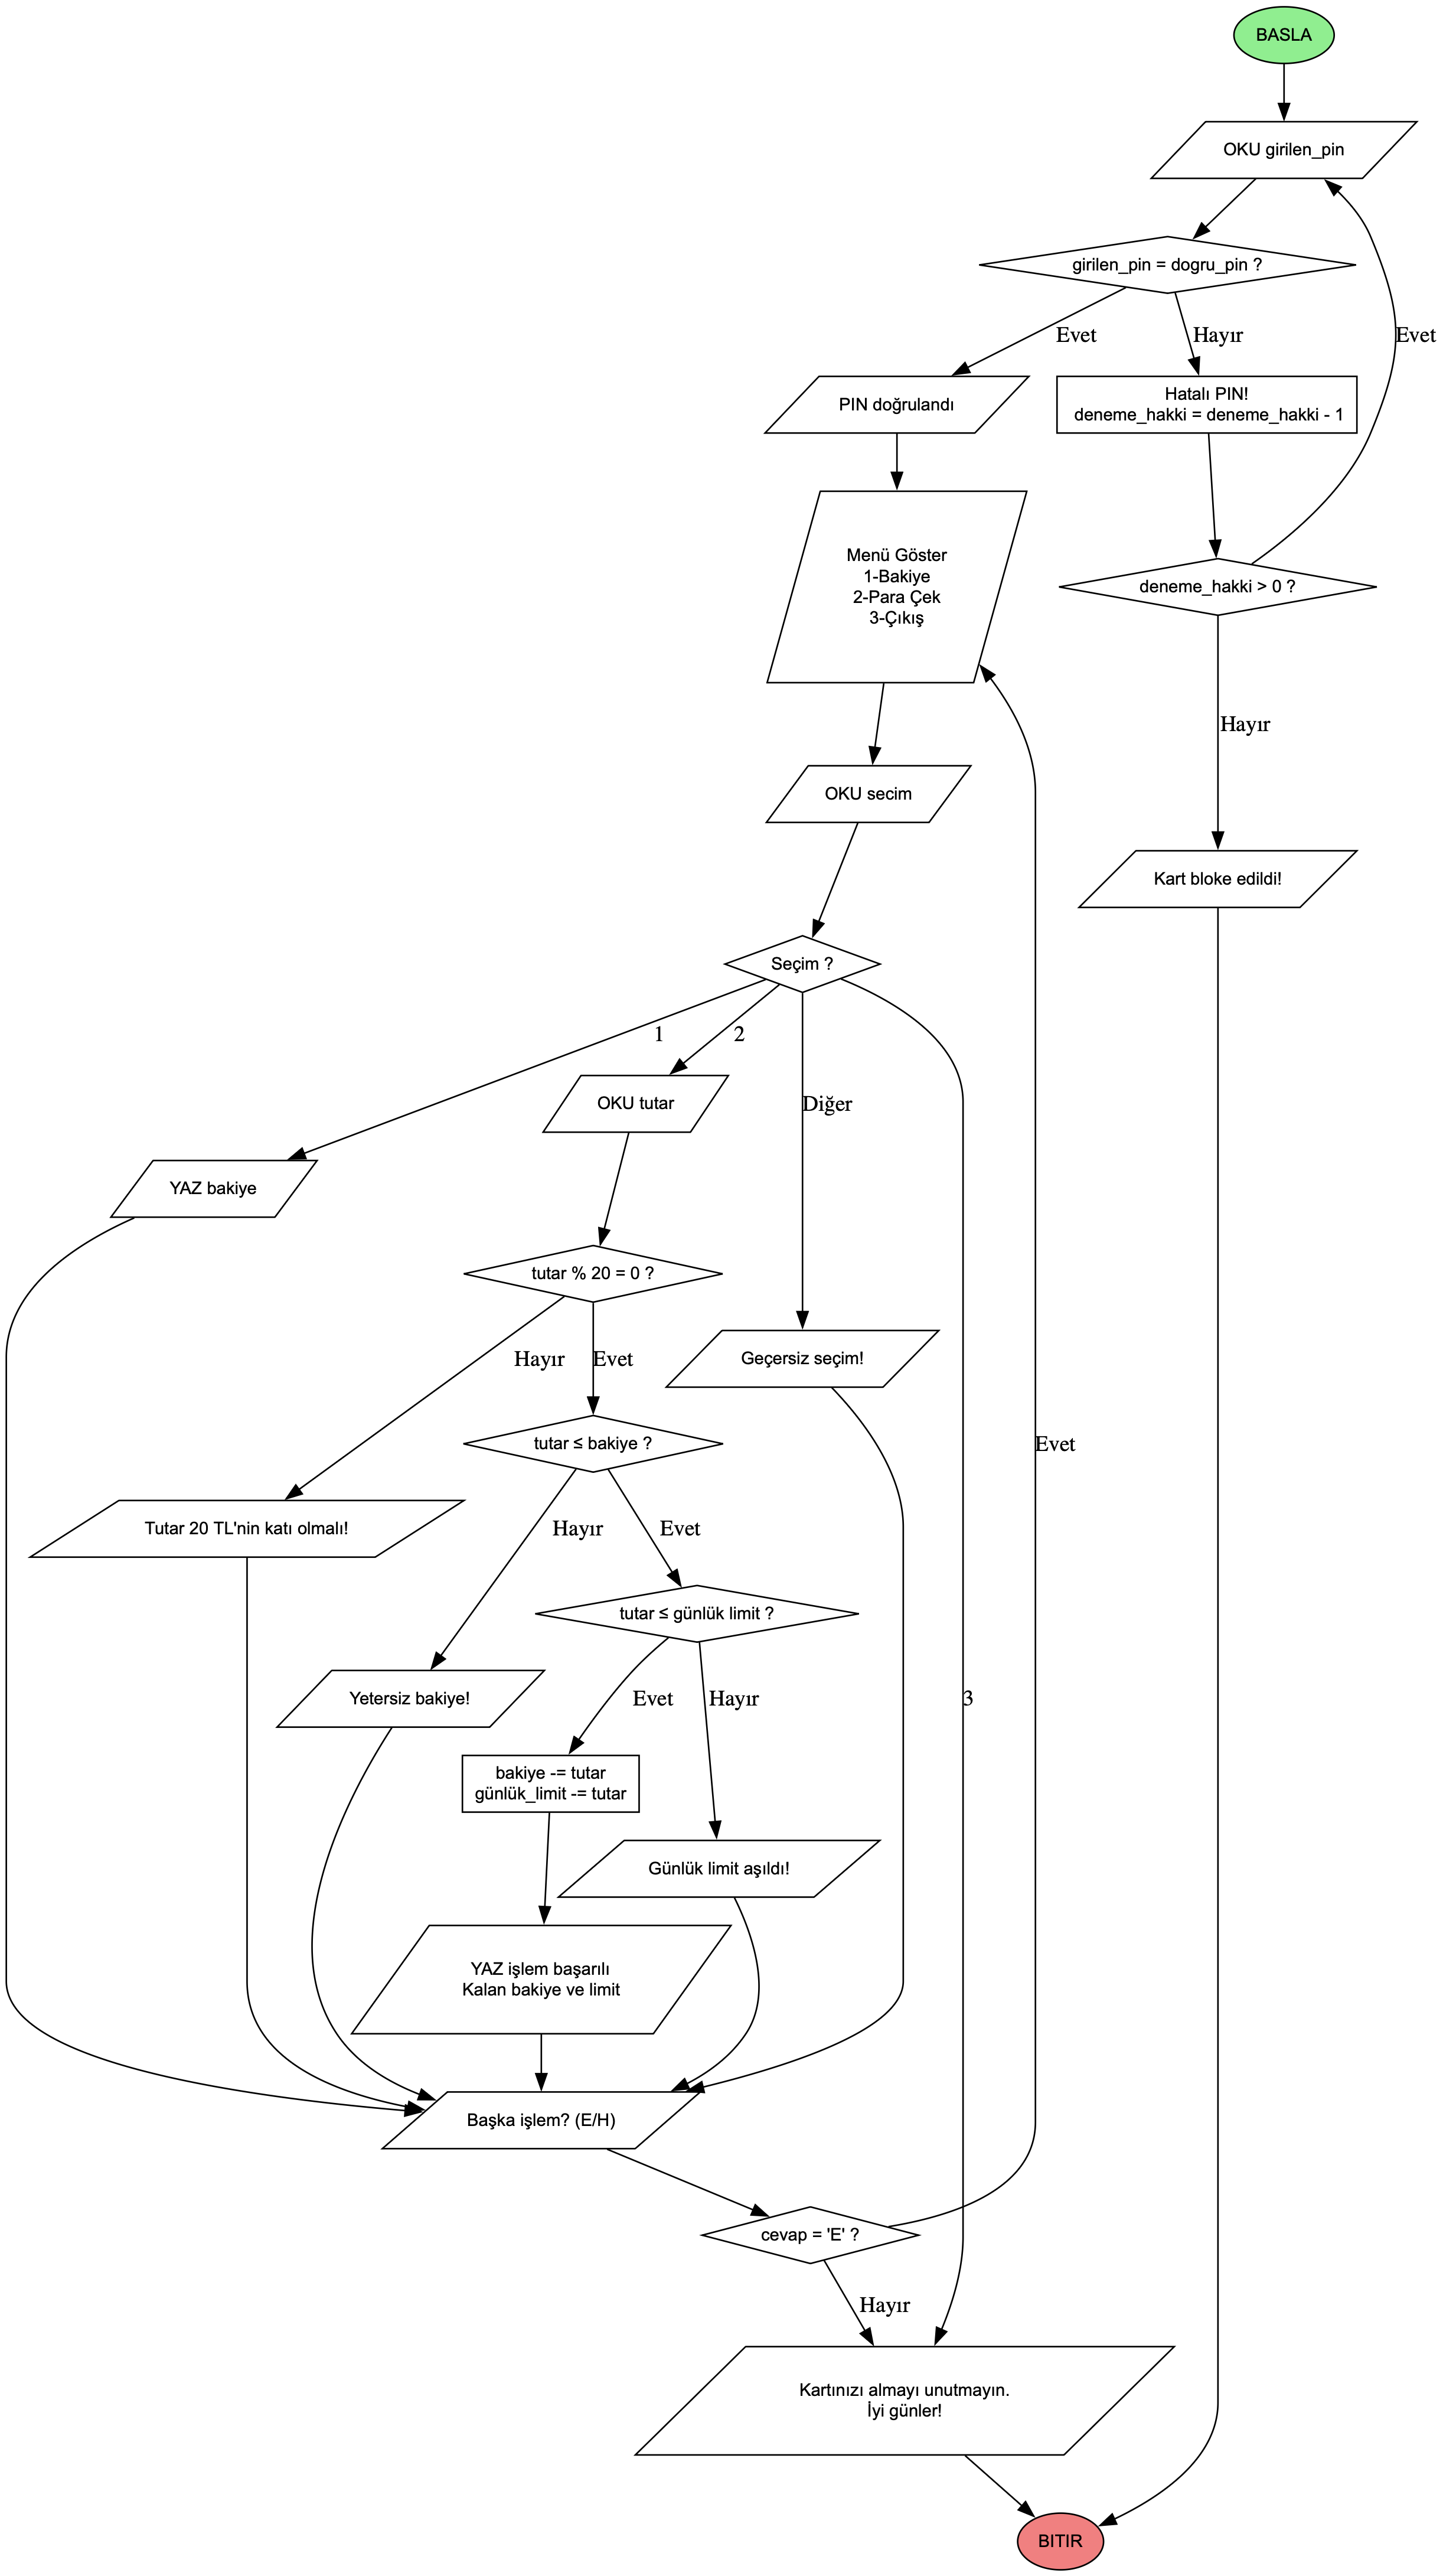 BASLA
OKU girilen_pin
girilen_pin = dogru_pin ?
Evet
Hayır
Evet
PIN doğrulandı
Hatalı PIN!
deneme_hakki = deneme_hakki - 1
Menü Göster
1-Bakiye
2-Para Çek
3-Çıkış
deneme_hakki > 0 ?
Hayır
OKU secim
Kart bloke edildi!
Seçim ?
1
2
Diğer
OKU tutar
YAZ bakiye
tutar % 20 = 0 ?
Hayır
Evet
Geçersiz seçim!
tutar ≤ bakiye ?
Evet
Tutar 20 TL'nin katı olmalı!
Hayır
Evet
tutar ≤ günlük limit ?
Yetersiz bakiye!
Evet
Hayır
3
bakiye -= tutar
günlük_limit -= tutar
Günlük limit aşıldı!
YAZ işlem başarılı
Kalan bakiye ve limit
Başka işlem? (E/H)
cevap = 'E' ?
Hayır
Kartınızı almayı unutmayın.
İyi günler!
BITIR